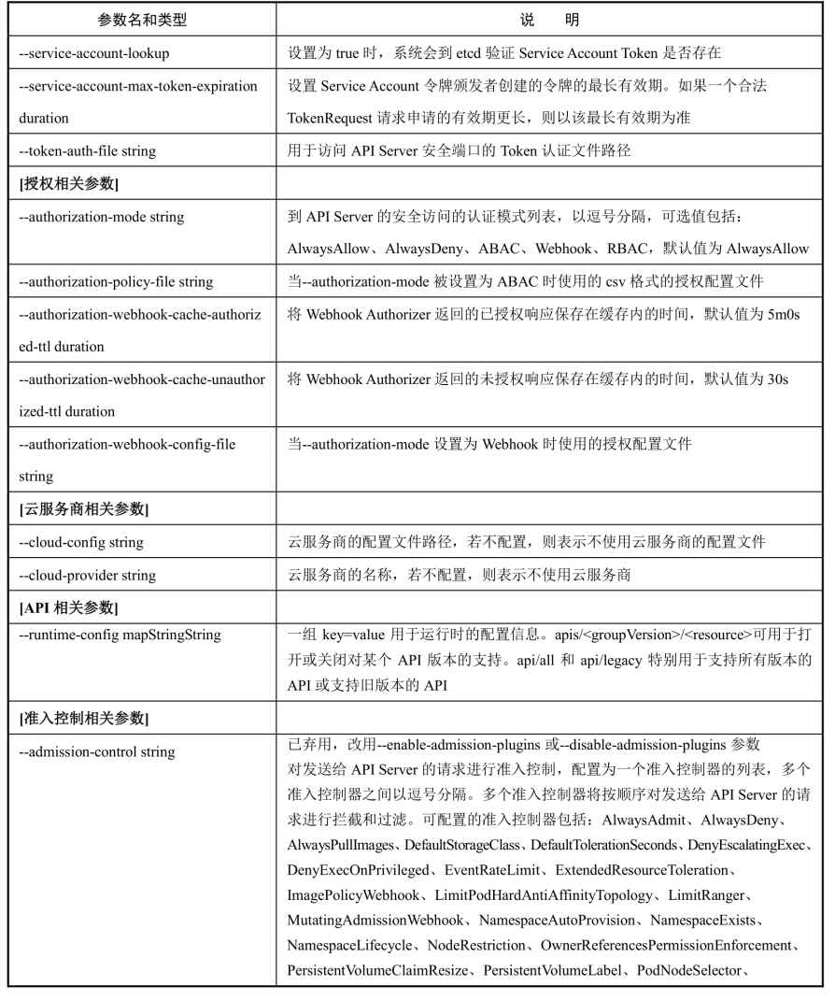 参数名和类型	说 明
--service-account-lookup	设置为 true 时，系统会到 etcd 验证 Service Account Token 是否存在
--service-account-max-token-expiration	设置 Service Account 令牌颁发者创建的令牌的最长有效期。如果一个合法
duration	TokenRequest 请求申请的有效期更长，则以该最长有效期为准
--token-auth-file string	用于访问 API Server 安全端口的 Token 认证文件路径
[授权相关参数]
--authorization-mode string	到 API Server 的安全访问的认证模式列表，以逗号分隔，可选值包括：
AlwaysAllow、AlwaysDeny、ABAC、Webhook、RBAC，默认值为 AlwaysAllow
--authorization-policy-file string	当--authorization-mode 被设置为 ABAC 时使用的 csv 格式的授权配置文件
--authorization-webhook-cache-authoriz	将 Webhook Authorizer 返回的已授权响应保存在缓存内的时间，默认值为 5m0s
ed-ttl duration
--authorization-webhook-cache-unauthor	将 Webhook Authorizer 返回的未授权响应保存在缓存内的时间，默认值为 30s
ized-ttl duration
--authorization-webhook-config-file	当--authorization-mode 设置为 Webhook 时使用的授权配置文件
string
[云服务商相关参数]
--cloud-config string	云服务商的配置文件路径，若不配置，则表示不使用云服务商的配置文件
--cloud-provider string	云服务商的名称，若不配置，则表示不使用云服务商
[API 相关参数]
--runtime-config mapStringString	一组 key=value 用于运行时的配置信息。apis/<groupVersion>/<resource>可用于打
开或关闭对某个 API 版本的支持。api/all 和 api/legacy 特别用于支持所有版本的
API 或支持旧版本的 API
[准入控制相关参数]
--admission-control string	已弃用，改用--enable-admission-plugins 或--disable-admission-plugins 参数
对发送给 API Server 的请求进行准入控制，配置为一个准入控制器的列表，多个
准入控制器之间以逗号分隔。多个准入控制器将按顺序对发送给 API Server 的请
求进行拦截和过滤。可配置的准入控制器包括：AlwaysAdmit、AlwaysDeny、
AlwaysPullImages、DefaultStorageClass、DefaultTolerationSeconds、DenyEscalatingExec、
DenyExecOnPrivileged、EventRateLimit、ExtendedResourceToleration、
ImagePolicyWebhook、LimitPodHardAntiAffinityTopology、LimitRanger、
MutatingAdmissionWebhook、NamespaceAutoProvision、NamespaceExists、
NamespaceLifecycle、NodeRestriction、OwnerReferencesPermissionEnforcement、
PersistentVolumeClaimResize、PersistentVolumeLabel、PodNodeSelector、